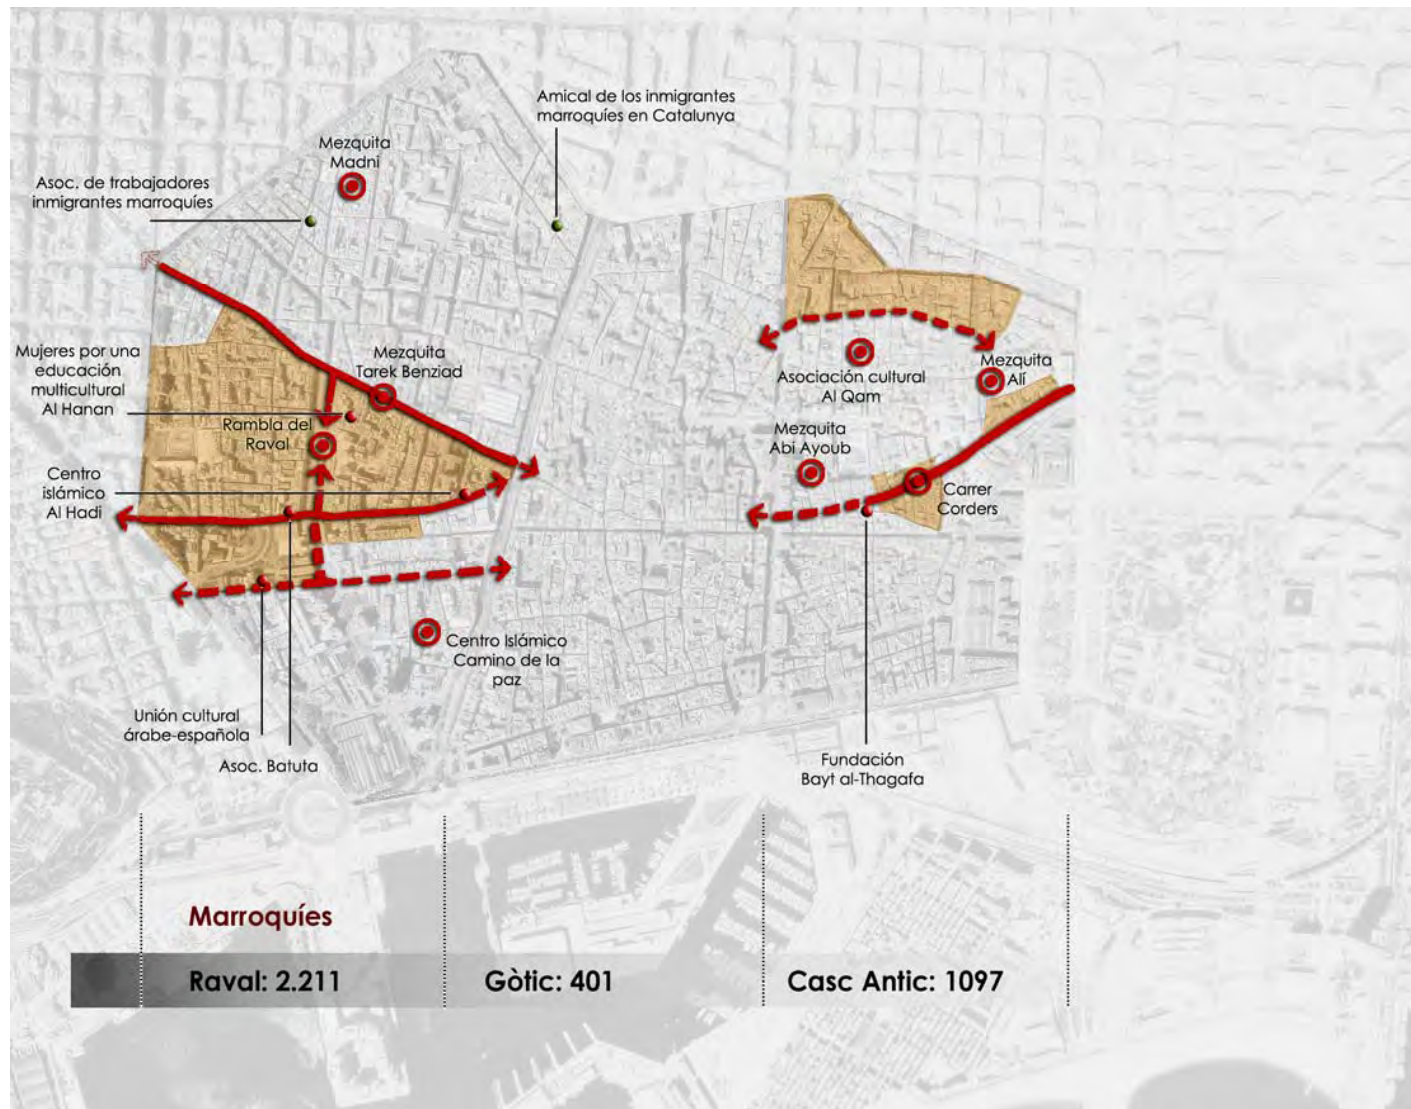 Amical de los inmigrantes
marroquíes en Catalunya
Mezquita
Madni
Asoc. de trabajadores
inmigrantes marroquíes
Mujeres por una
educación
multicultural
Al Hanan
Mezquita
Tarek Benziad
Rambla del
Raval
Centro
islámico
Al Hadi
Asociación cultural
Al Qam
Mezquita
Alí
Mezquita
Abi Ayoub
Carrer
Corders
Centro Islámico
Camino de la
paz
Unión cultural
árabe-española
Asoc. Batuta
Fundación
Bayt al-Thagafa
Marroquíes
Raval: 2.211
Gòtic: 401
Casc Antic: 1097